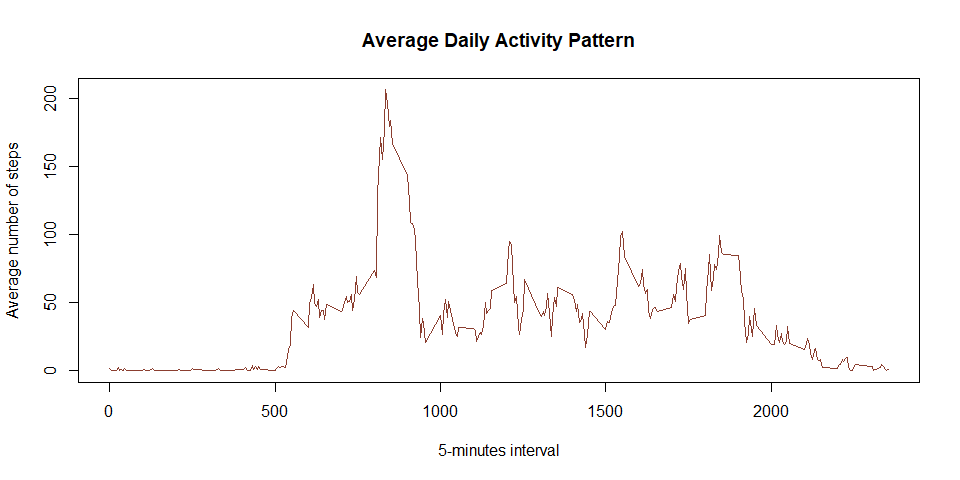 Average Daily Activity Pattern
Average number of steps
200
150
100
50
0
0 500 1000 1500 2000
5-minutes interval